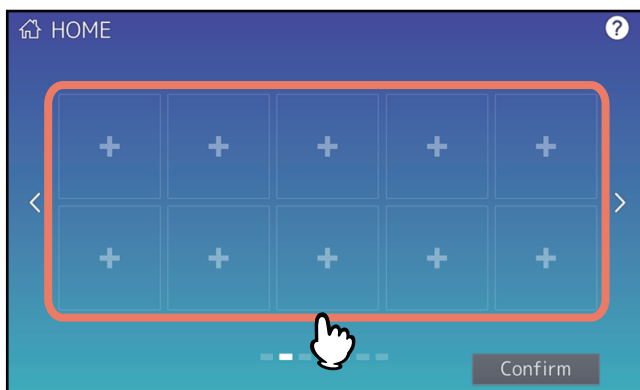 HOME
?
+ + + + +
+ + + + +
< >
Confirm